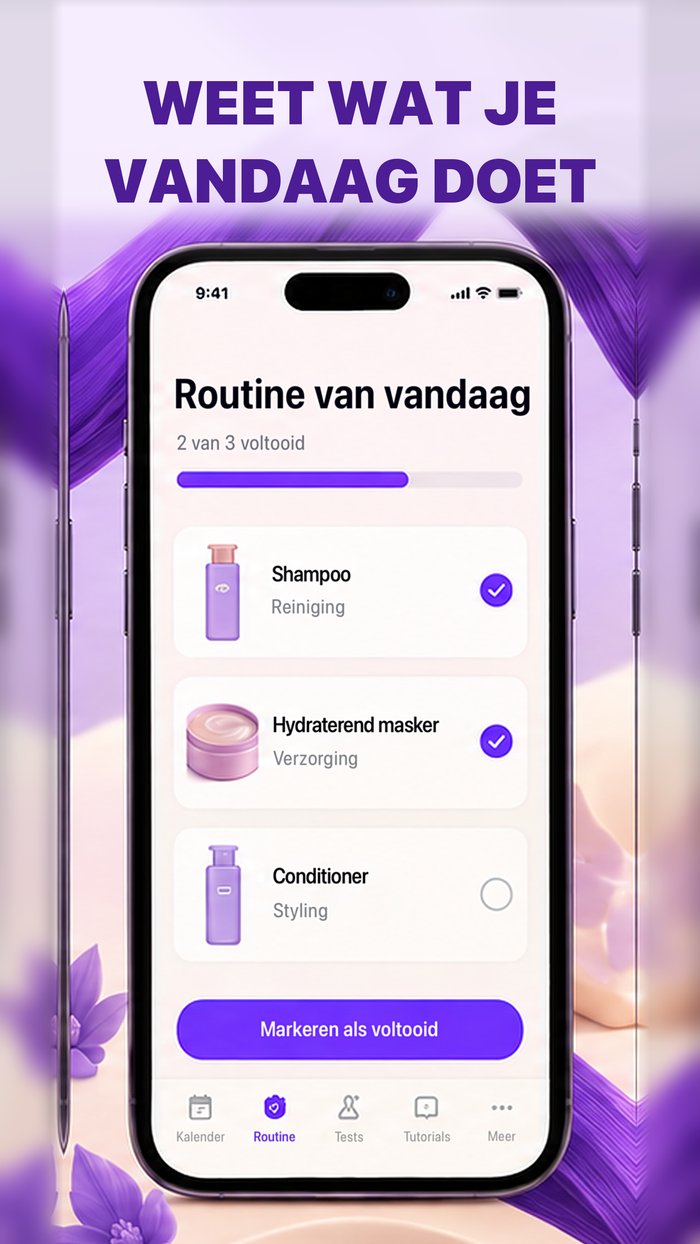 WEET WAT JE
VANDAAG DOET
9:41
Routine van vandaag
2 van 3 voltooid
Shampoo
Reiniging
Hydraterend masker
Verzorging
Conditioner
Styling
Markeren als voltooid
Kalender Routine Tests Tutorials Meer